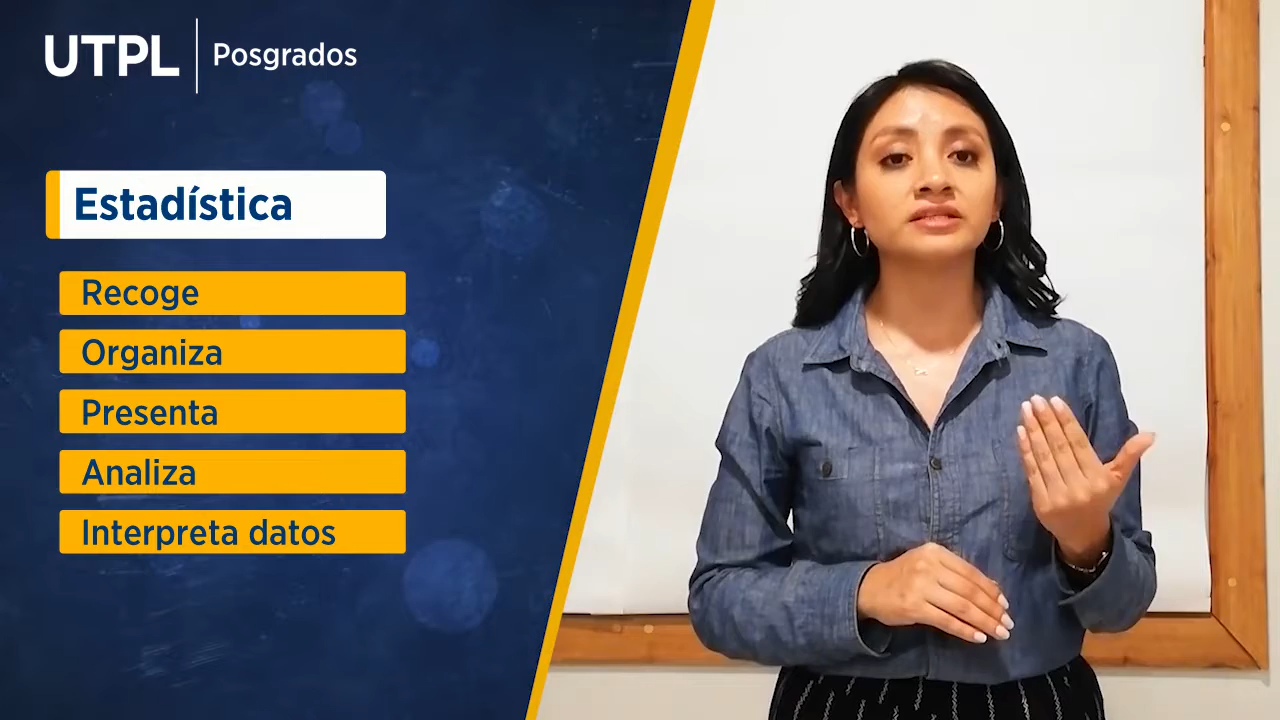 UTPL Posgrados
Estadística
Recoge
Organiza
Presenta
Analiza
Interpreta datos